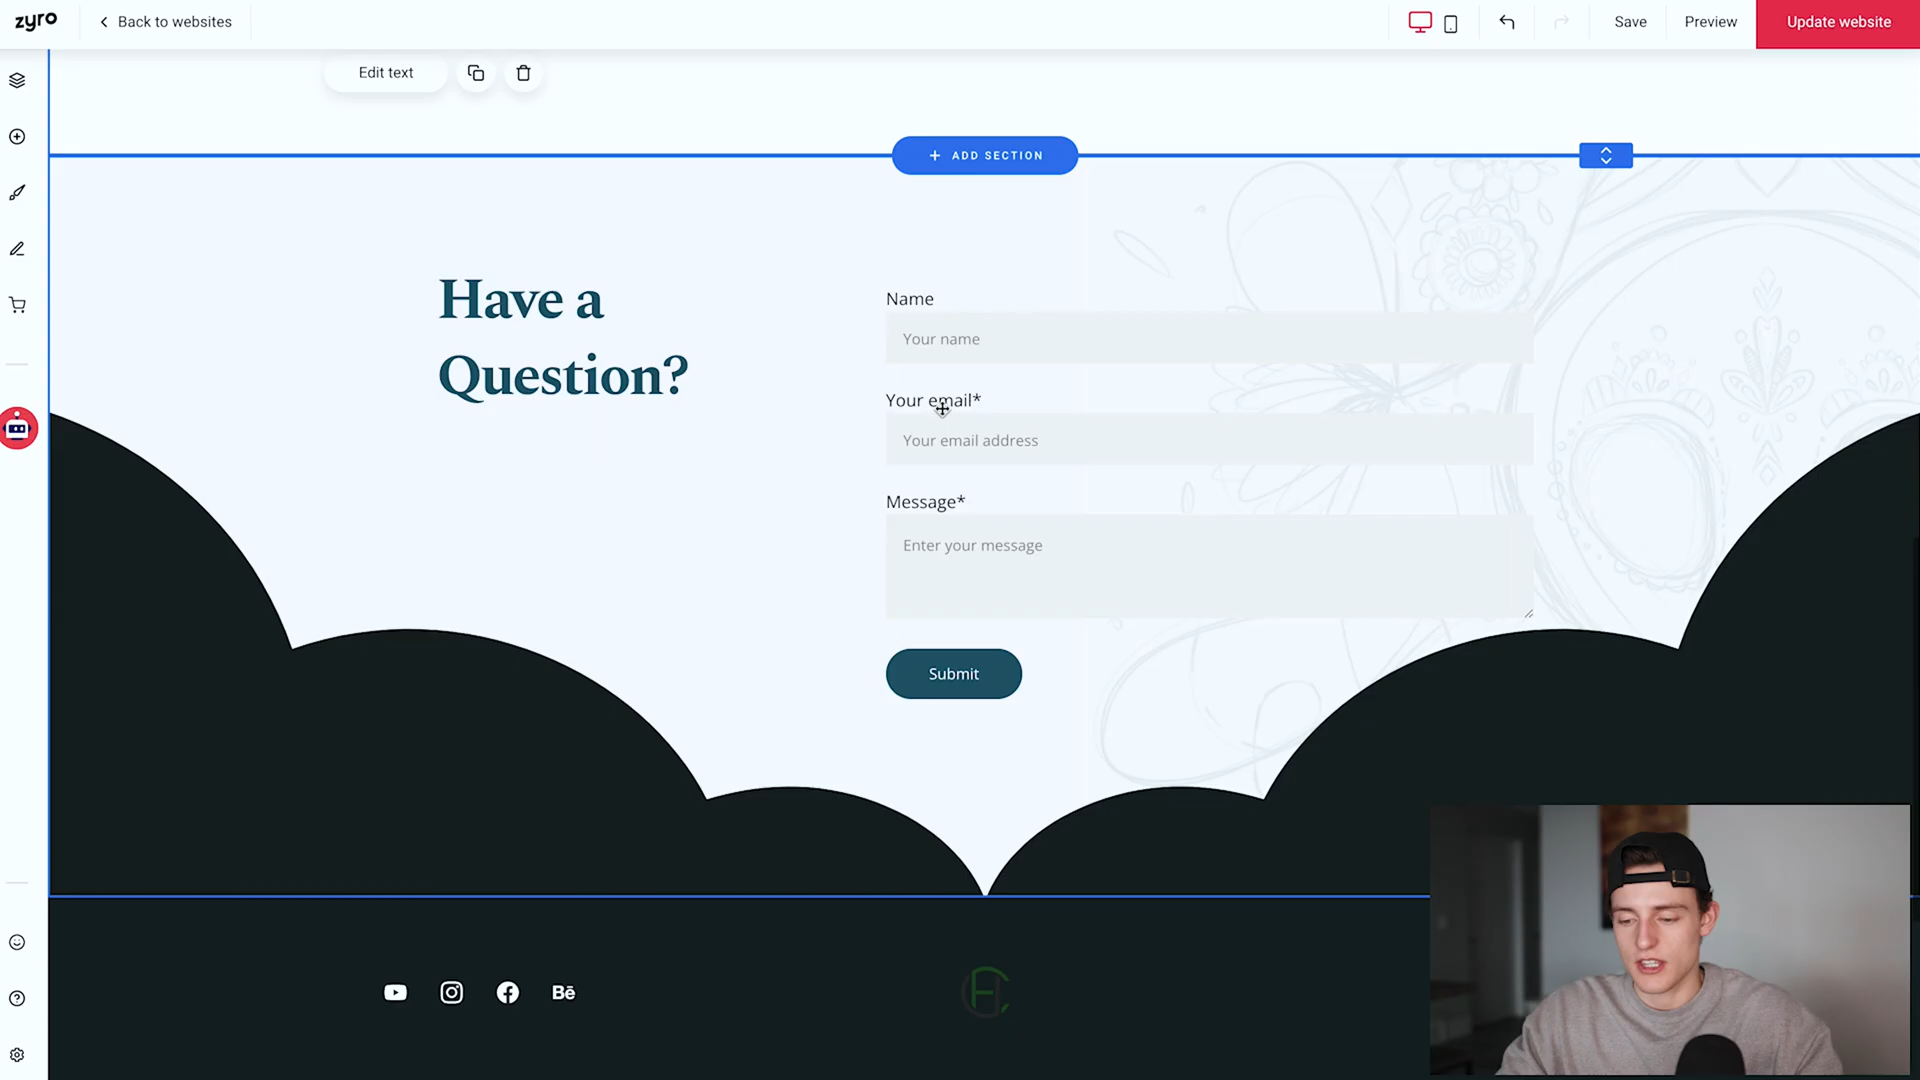 zyro
Back to websites
Save
Preview
Update website
Edit text
+ ADD SECTION
Have a
Question?
Name
Your name
Your email*
Your email address
Message*
Enter your message
Submit
Bē